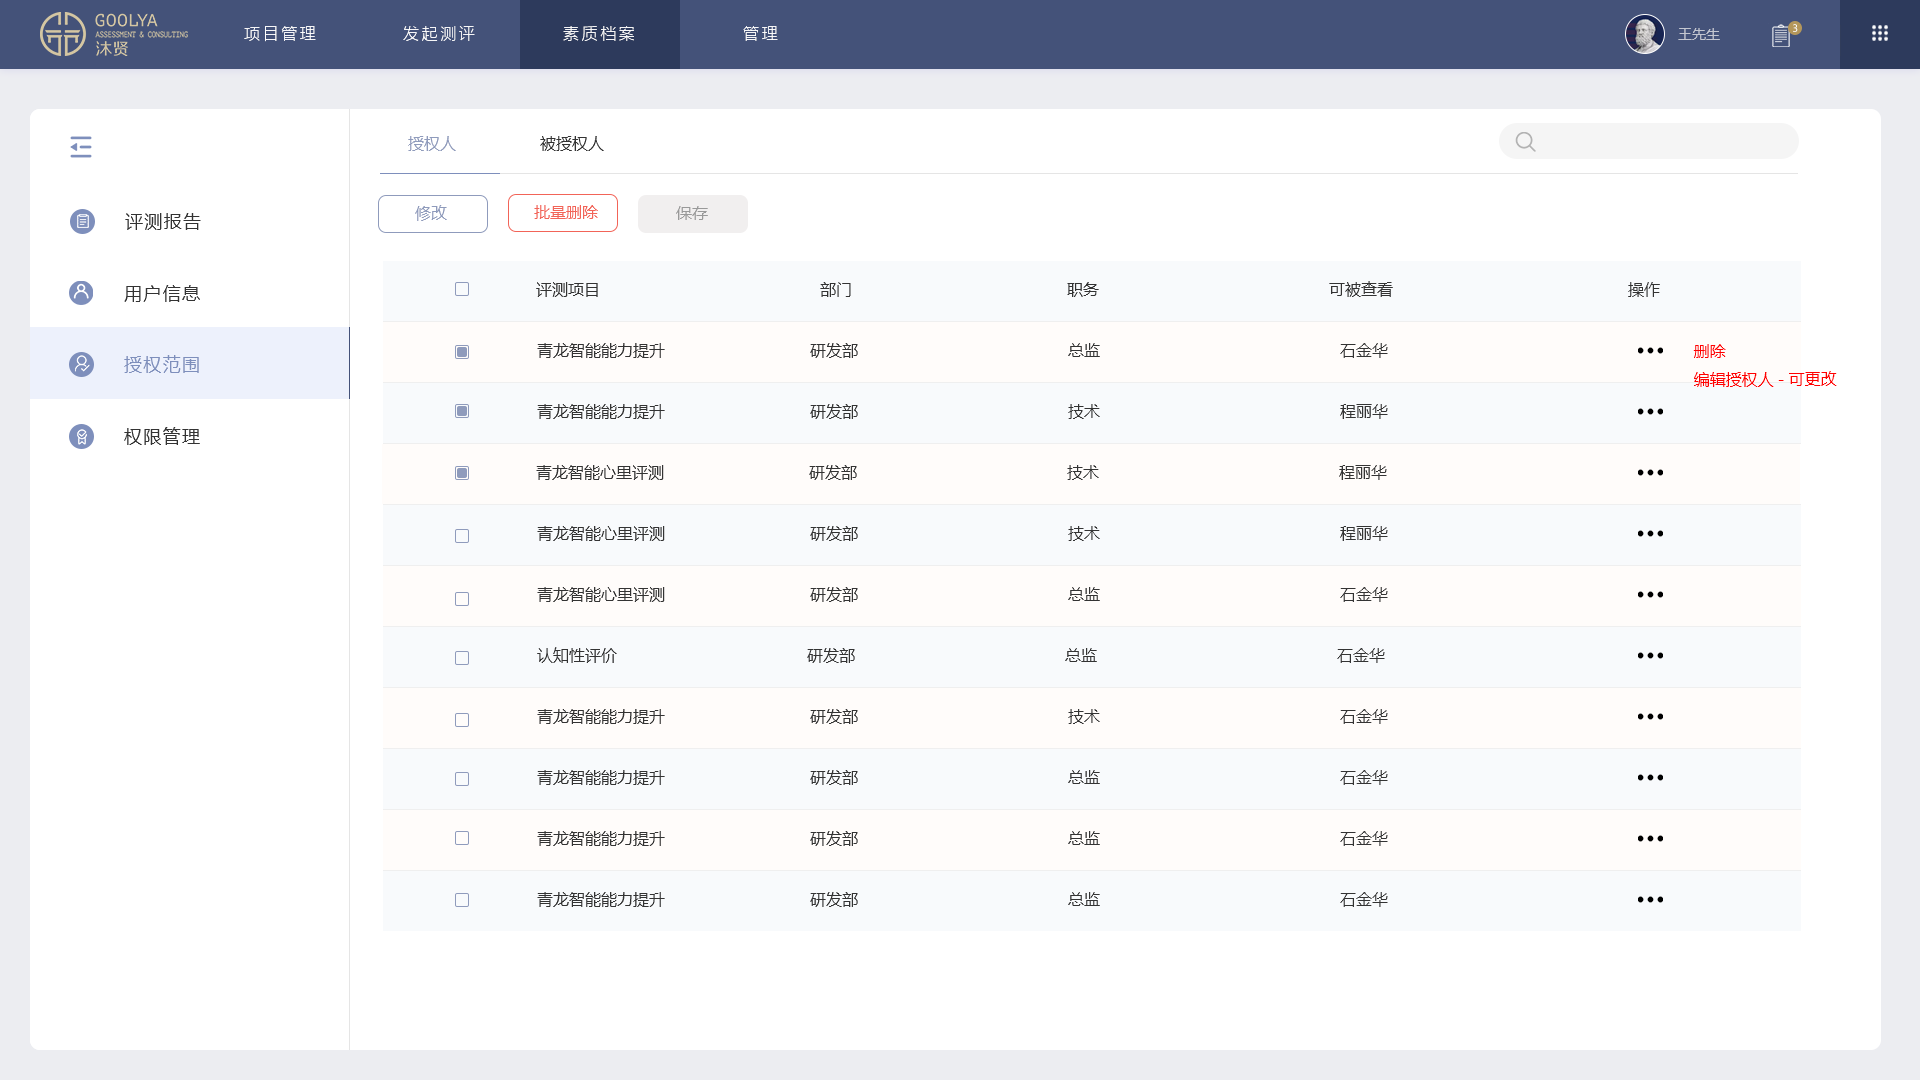 GOOLYA
ASSESSMENT & CONSULTING
沐贤
项目管理
发起测评
素质档案
管理
王先生
3
评测报告
用户信息
授权范围
权限管理
授权人
被授权人
修改
批量删除
保存
评测项目 部门 职务 可被查看 操作
青龙智能能力提升 研发部 总监 石金华 ••• 删除
编辑授权人 - 可更改
青龙智能能力提升 研发部 技术 程丽华 •••
青龙智能心里评测 研发部 技术 程丽华 •••
青龙智能心里评测 研发部 技术 程丽华 •••
青龙智能心里评测 研发部 总监 石金华 •••
认知性评价 研发部 总监 石金华 •••
青龙智能能力提升 研发部 技术 石金华 •••
青龙智能能力提升 研发部 总监 石金华 •••
青龙智能能力提升 研发部 总监 石金华 •••
青龙智能能力提升 研发部 总监 石金华 •••